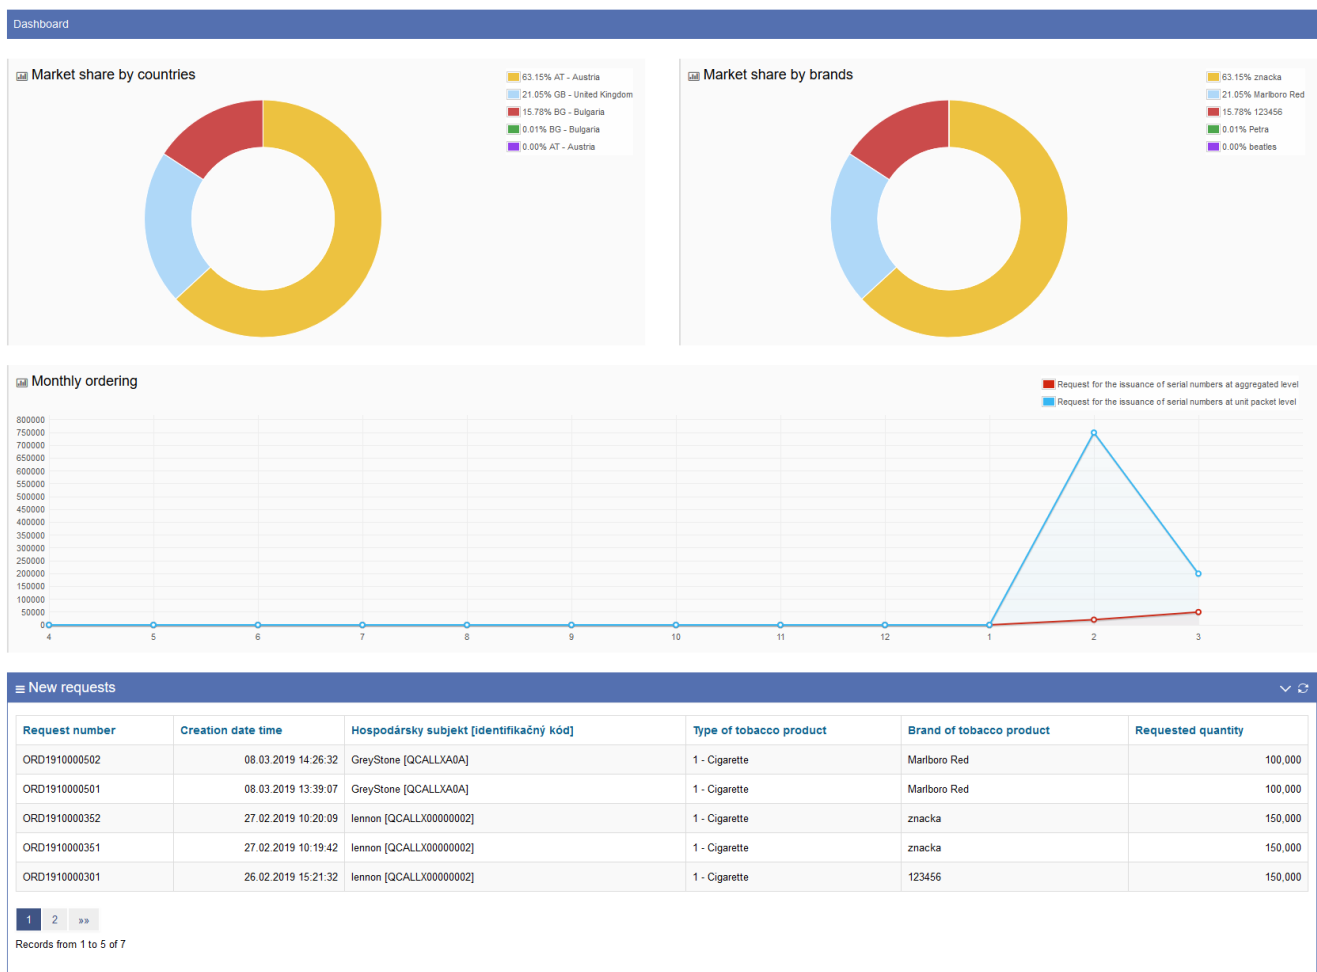 Dashboard
Market share by countries
63.15% AT - Austria
21.05% GB - United Kingdom
15.78% BG - Bulgaria
0.01% BG - Bulgaria
0.00% AT - Austria
Market share by brands
63.15% znacka
21.05% Marlboro Red
15.78% 123456
0.01% Petra
0.00% beatles
Monthly ordering
Request for the issuance of serial numbers at aggregated level
Request for the issuance of serial numbers at unit packet level
800000
750000
700000
650000
600000
550000
500000
450000
400000
350000
300000
250000
200000
150000
100000
50000
0
4 5 6 7 8 9 10 11 12 1 2 3
New requests
Request number Creation date time Hospodársky subjekt [identifikačný kód] Type of tobacco product Brand of tobacco product Requested quantity
ORD1910000502 08.03.2019 14:26:32 GreyStone [QCALLXA0A] 1 - Cigarette Marlboro Red 100,000
ORD1910000501 08.03.2019 13:39:07 GreyStone [QCALLXA0A] 1 - Cigarette Marlboro Red 100,000
ORD1910000352 27.02.2019 10:20:09 lennon [QCALLX00000002] 1 - Cigarette znacka 150,000
ORD1910000351 27.02.2019 10:19:42 lennon [QCALLX00000002] 1 - Cigarette znacka 150,000
ORD1910000301 26.02.2019 15:21:32 lennon [QCALLX00000002] 1 - Cigarette 123456 150,000
1 2 »»
Records from 1 to 5 of 7